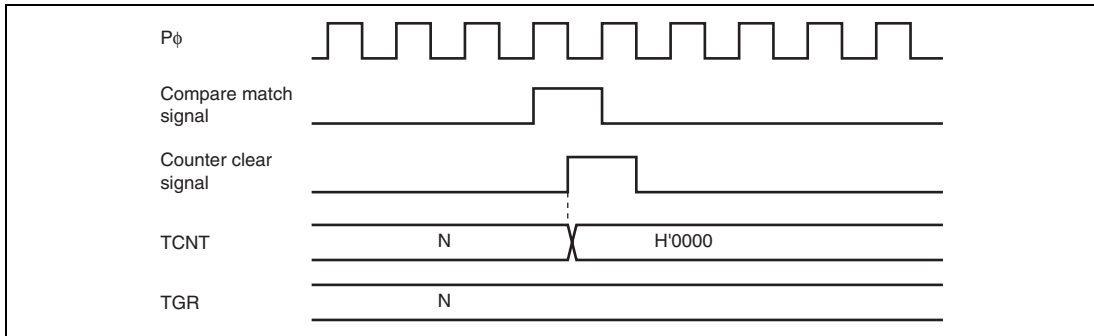 Pφ
Compare match
signal
Counter clear
signal
TCNT
N
H'0000
TGR
N